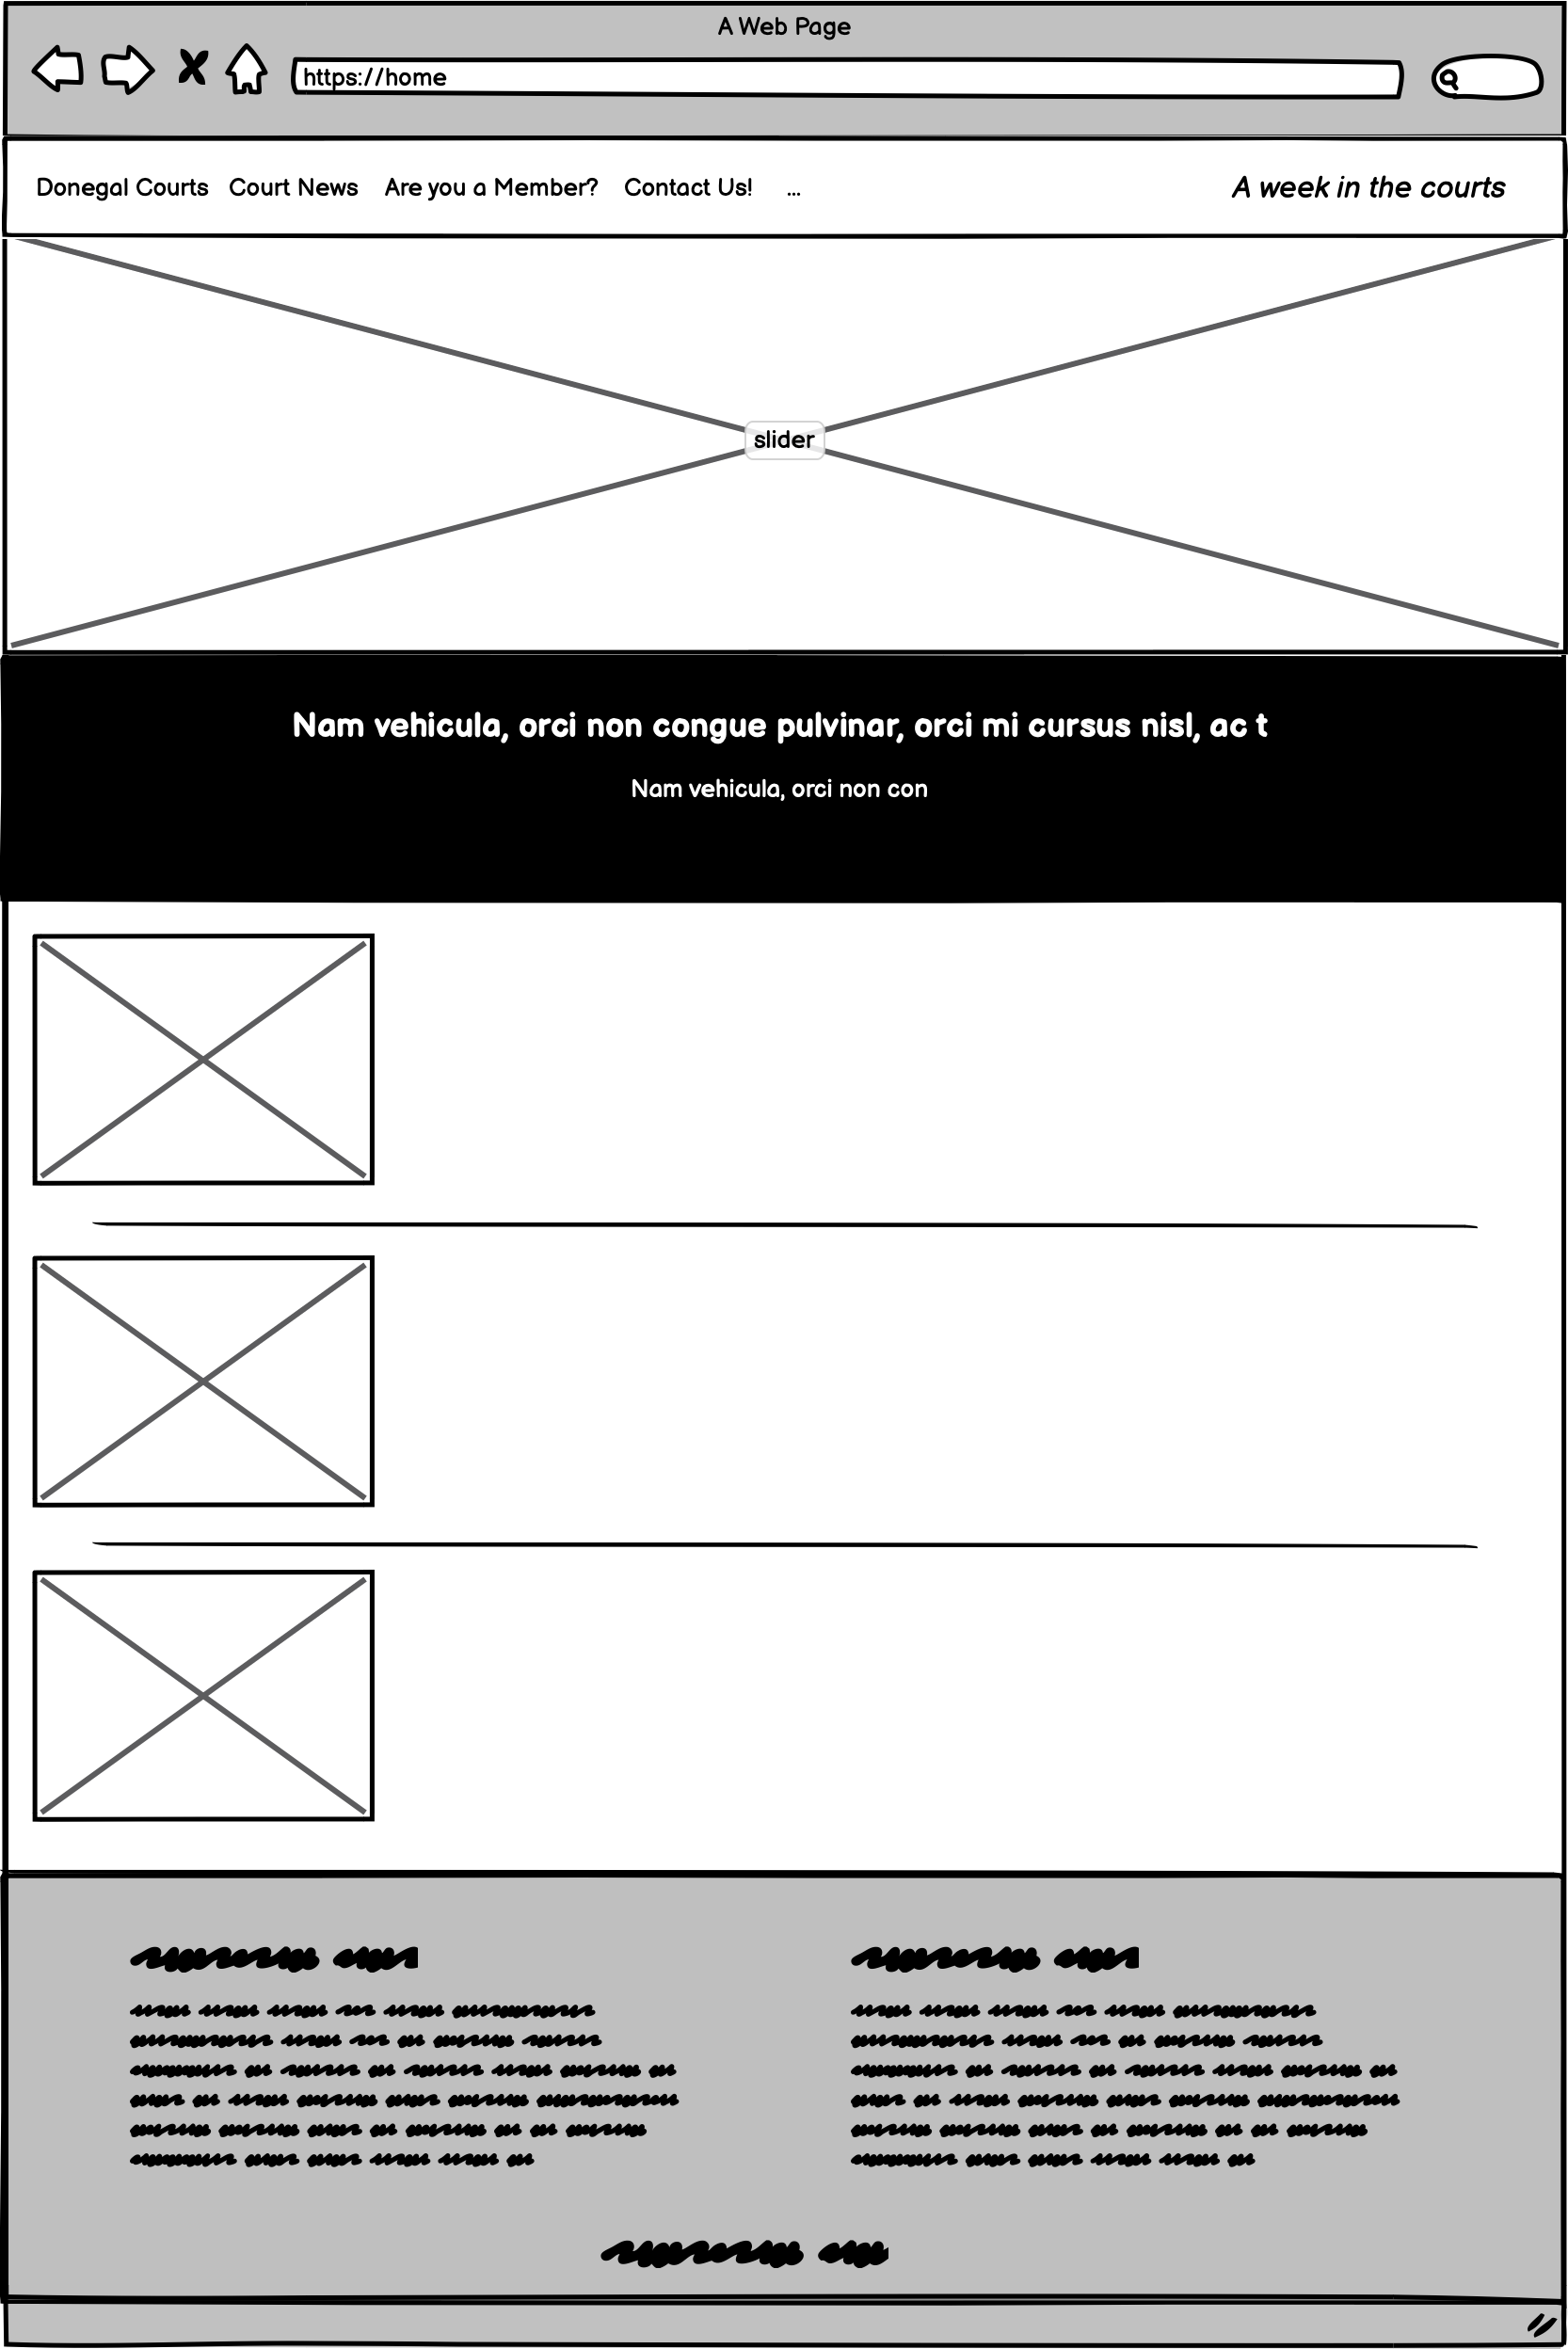 A Web Page
https://home
Donegal Courts Court News Are you a Member? Contact Us! ... A week in the courts
slider
Nam vehicula, orci non congue pulvinar, orci mi cursus nisl, ac t
Nam vehicula, orci non con